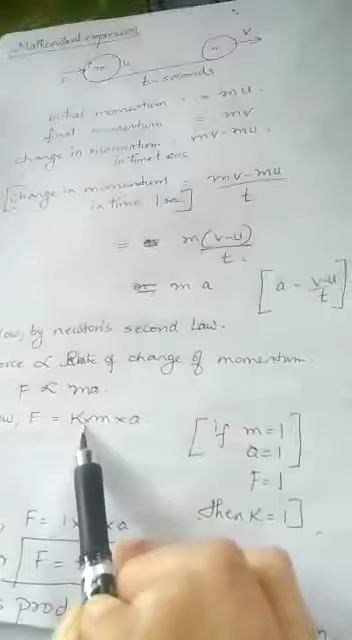 Mathematical expression
m u V
F
t-seconds
initial momentum = mu.
final momentum = mv
change in momentum = mv-mu.
in time t secs
[change in momentum in time 1 sec] = mv-mu / t
= m(v-u) / t
= m a [a = v-u / t]
Now, by newton's second Law.
Force ∝ Rate of change of momentum
F ∝ ma.
Now, F = K×m×a [if m=1
a=1
F=1
then K=1]
F= 1× ×a
F=
prod